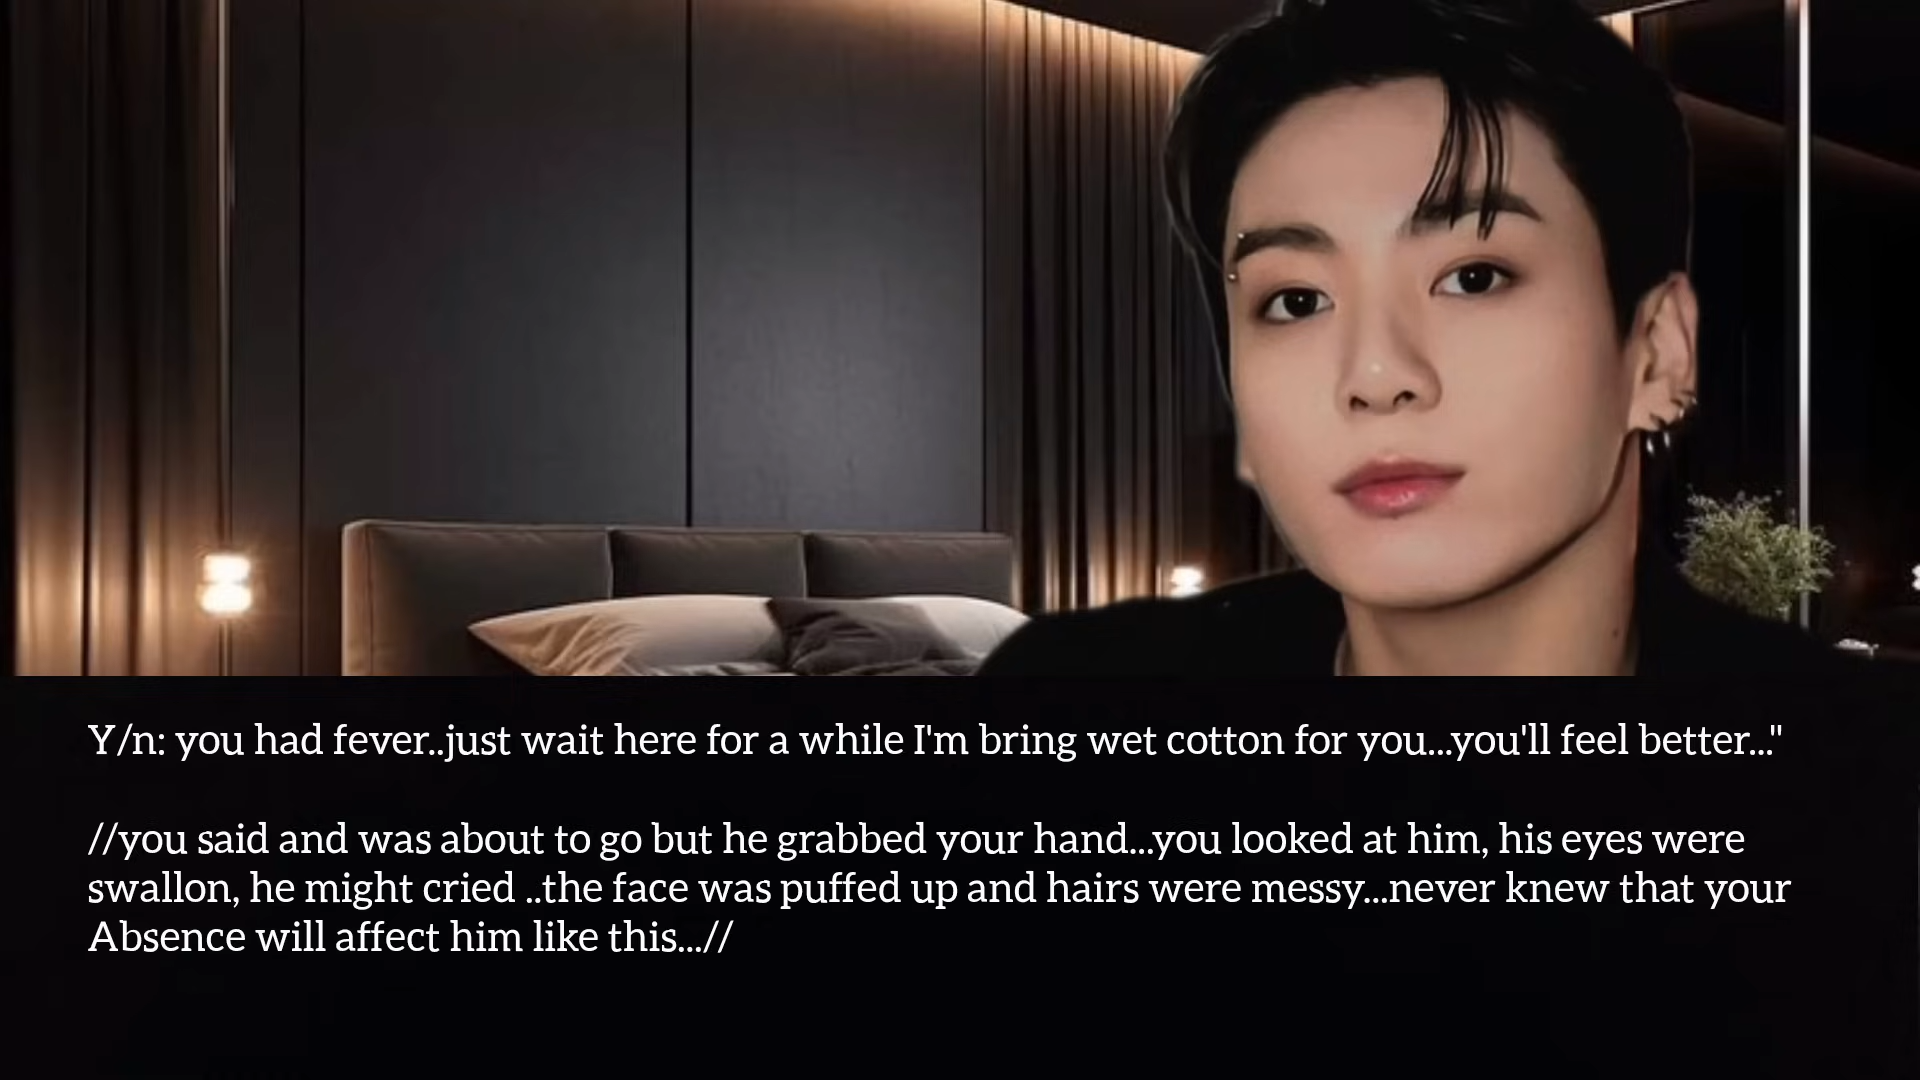 Y/n: you had fever..just wait here for a while I'm bring wet cotton for you...you'll feel better..."
//you said and was about to go but he grabbed your hand...you looked at him, his eyes were
swallon, he might cried ..the face was puffed up and hairs were messy...never knew that your
Absence will affect him like this...//